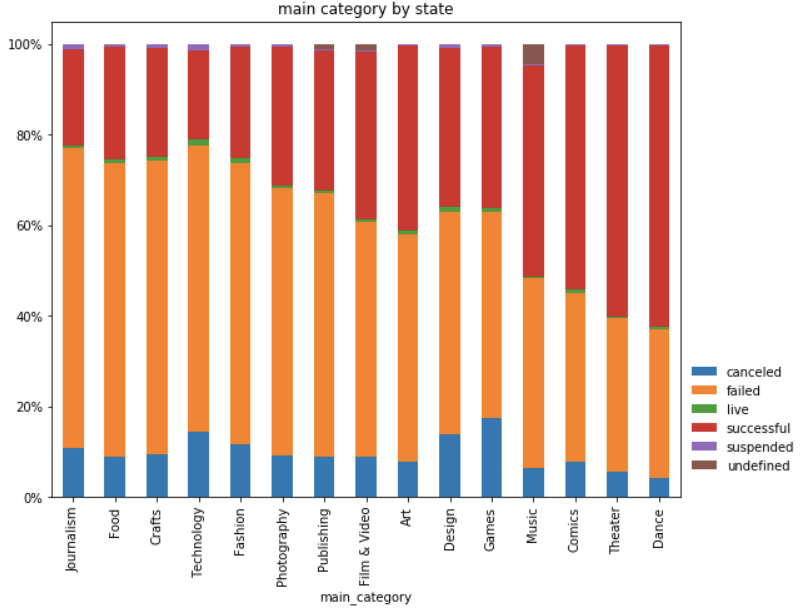 main category by state
100%
80%
60%
40%
20%
0%
canceled
failed
live
successful
suspended
undefined
Journalism
Food
Crafts
Technology
Fashion
Photography
Publishing
Film & Video
Art
Design
Games
Music
Comics
Theater
Dance
main_category